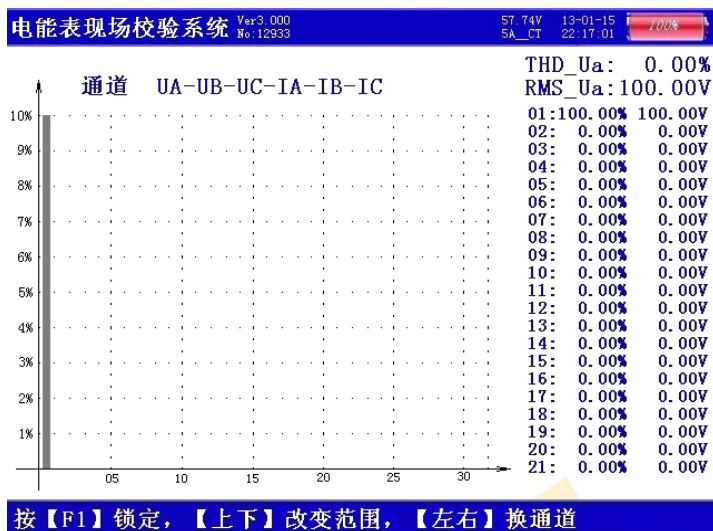 电能表现场校验系统 Ver3.000 57.74V 13-01-15 100%
No:12933 5A__CT 22:17:01
通道 UA-UB-UC-IA-IB-IC
10%
9%
8%
7%
6%
5%
4%
3%
2%
1%
05 10 15 20 25 30
THD_Ua: 0.00%
RMS_Ua:100.00V
01:100.00% 100.00V
02: 0.00% 0.00V
03: 0.00% 0.00V
04: 0.00% 0.00V
05: 0.00% 0.00V
06: 0.00% 0.00V
07: 0.00% 0.00V
08: 0.00% 0.00V
09: 0.00% 0.00V
10: 0.00% 0.00V
11: 0.00% 0.00V
12: 0.00% 0.00V
13: 0.00% 0.00V
14: 0.00% 0.00V
15: 0.00% 0.00V
16: 0.00% 0.00V
17: 0.00% 0.00V
18: 0.00% 0.00V
19: 0.00% 0.00V
20: 0.00% 0.00V
21: 0.00% 0.00V
按【F1】锁定，【上下】改变范围，【左右】换通道